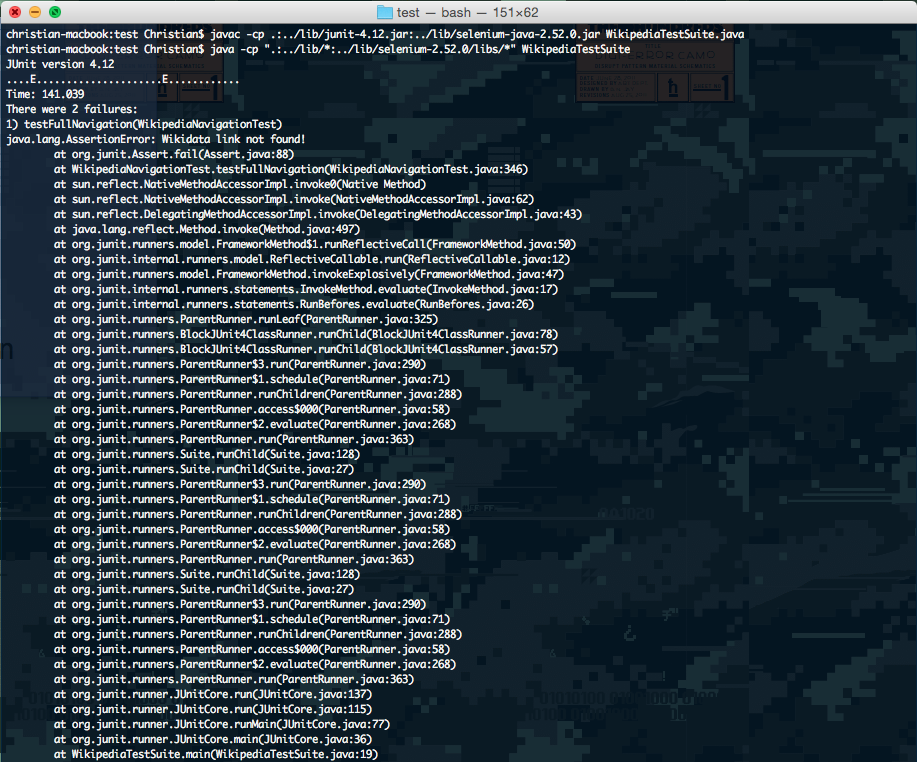 test — bash — 151×62
christian-macbook:test Christian$ javac -cp .:../lib/junit-4.12.jar:../lib/selenium-java-2.52.0.jar WikipediaTestSuite.java
christian-macbook:test Christian$ java -cp ".:../lib/*:../lib/selenium-2.52.0/libs/*" WikipediaTestSuite
JUnit version 4.12
....E.....................E............
Time: 141.039
There were 2 failures:
1) testFullNavigation(WikipediaNavigationTest)
java.lang.AssertionError: Wikidata link not found!
at org.junit.Assert.fail(Assert.java:88)
at WikipediaNavigationTest.testFullNavigation(WikipediaNavigationTest.java:346)
at sun.reflect.NativeMethodAccessorImpl.invoke0(Native Method)
at sun.reflect.NativeMethodAccessorImpl.invoke(NativeMethodAccessorImpl.java:62)
at sun.reflect.DelegatingMethodAccessorImpl.invoke(DelegatingMethodAccessorImpl.java:43)
at java.lang.reflect.Method.invoke(Method.java:497)
at org.junit.runners.model.FrameworkMethod$1.runReflectiveCall(FrameworkMethod.java:50)
at org.junit.internal.runners.model.ReflectiveCallable.run(ReflectiveCallable.java:12)
at org.junit.runners.model.FrameworkMethod.invokeExplosively(FrameworkMethod.java:47)
at org.junit.internal.runners.statements.InvokeMethod.evaluate(InvokeMethod.java:17)
at org.junit.internal.runners.statements.RunBefores.evaluate(RunBefores.java:26)
at org.junit.runners.ParentRunner.runLeaf(ParentRunner.java:325)
at org.junit.runners.BlockJUnit4ClassRunner.runChild(BlockJUnit4ClassRunner.java:78)
at org.junit.runners.BlockJUnit4ClassRunner.runChild(BlockJUnit4ClassRunner.java:57)
at org.junit.runners.ParentRunner$3.run(ParentRunner.java:290)
at org.junit.runners.ParentRunner$1.schedule(ParentRunner.java:71)
at org.junit.runners.ParentRunner.runChildren(ParentRunner.java:288)
at org.junit.runners.ParentRunner.access$000(ParentRunner.java:58)
at org.junit.runners.ParentRunner$2.evaluate(ParentRunner.java:268)
at org.junit.runners.ParentRunner.run(ParentRunner.java:363)
at org.junit.runners.Suite.runChild(Suite.java:128)
at org.junit.runners.Suite.runChild(Suite.java:27)
at org.junit.runners.ParentRunner$3.run(ParentRunner.java:290)
at org.junit.runners.ParentRunner$1.schedule(ParentRunner.java:71)
at org.junit.runners.ParentRunner.runChildren(ParentRunner.java:288)
at org.junit.runners.ParentRunner.access$000(ParentRunner.java:58)
at org.junit.runners.ParentRunner$2.evaluate(ParentRunner.java:268)
at org.junit.runners.ParentRunner.run(ParentRunner.java:363)
at org.junit.runners.Suite.runChild(Suite.java:128)
at org.junit.runners.Suite.runChild(Suite.java:27)
at org.junit.runners.ParentRunner$3.run(ParentRunner.java:290)
at org.junit.runners.ParentRunner$1.schedule(ParentRunner.java:71)
at org.junit.runners.ParentRunner.runChildren(ParentRunner.java:288)
at org.junit.runners.ParentRunner.access$000(ParentRunner.java:58)
at org.junit.runners.ParentRunner$2.evaluate(ParentRunner.java:268)
at org.junit.runners.ParentRunner.run(ParentRunner.java:363)
at org.junit.runner.JUnitCore.run(JUnitCore.java:137)
at org.junit.runner.JUnitCore.run(JUnitCore.java:115)
at org.junit.runner.JUnitCore.runMain(JUnitCore.java:77)
at org.junit.runner.JUnitCore.main(JUnitCore.java:36)
at WikipediaTestSuite.main(WikipediaTestSuite.java:19)